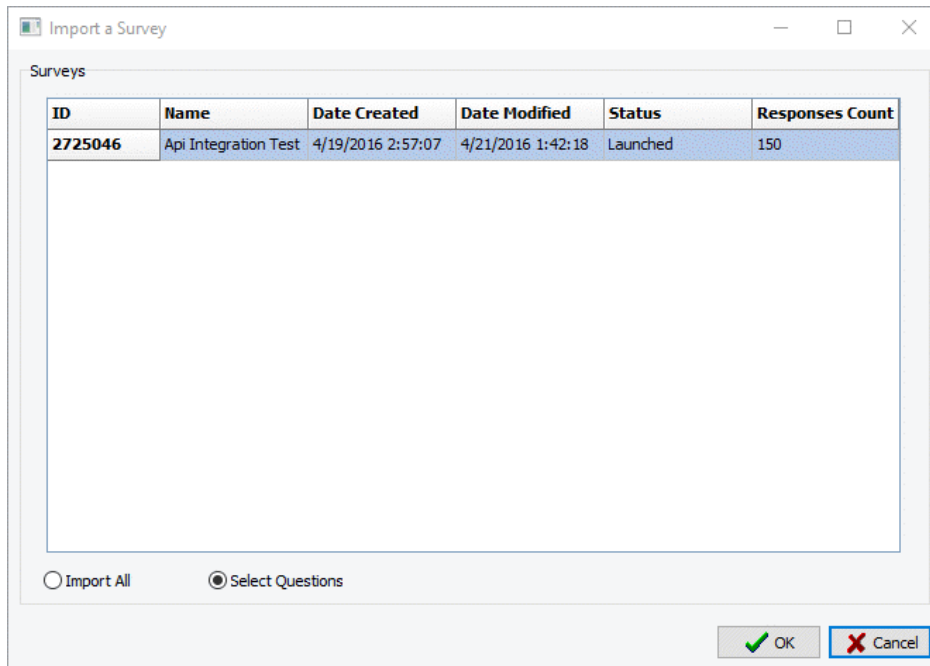 Import a Survey
Surveys
ID Name Date Created Date Modified Status Responses Count
2725046 Api Integration Test 4/19/2016 2:57:07 4/21/2016 1:42:18 Launched 150
Import All Select Questions
OK Cancel